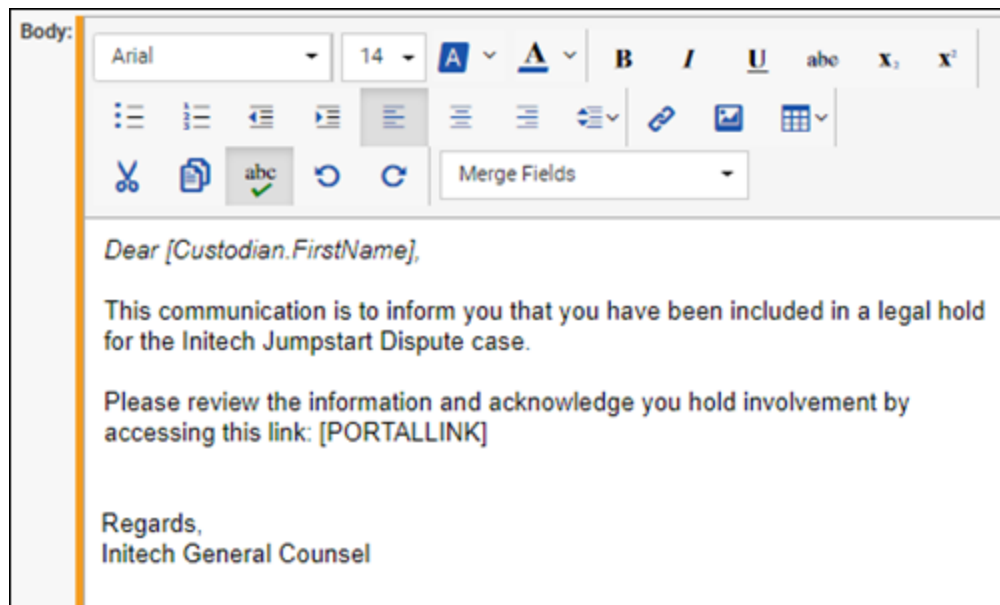 Body:
Arial 14 A A B I U abc X₂ X²
abc Merge Fields
Dear [Custodian.FirstName],
This communication is to inform you that you have been included in a legal hold
for the Initech Jumpstart Dispute case.
Please review the information and acknowledge you hold involvement by
accessing this link: [PORTALLINK]
Regards,
Initech General Counsel